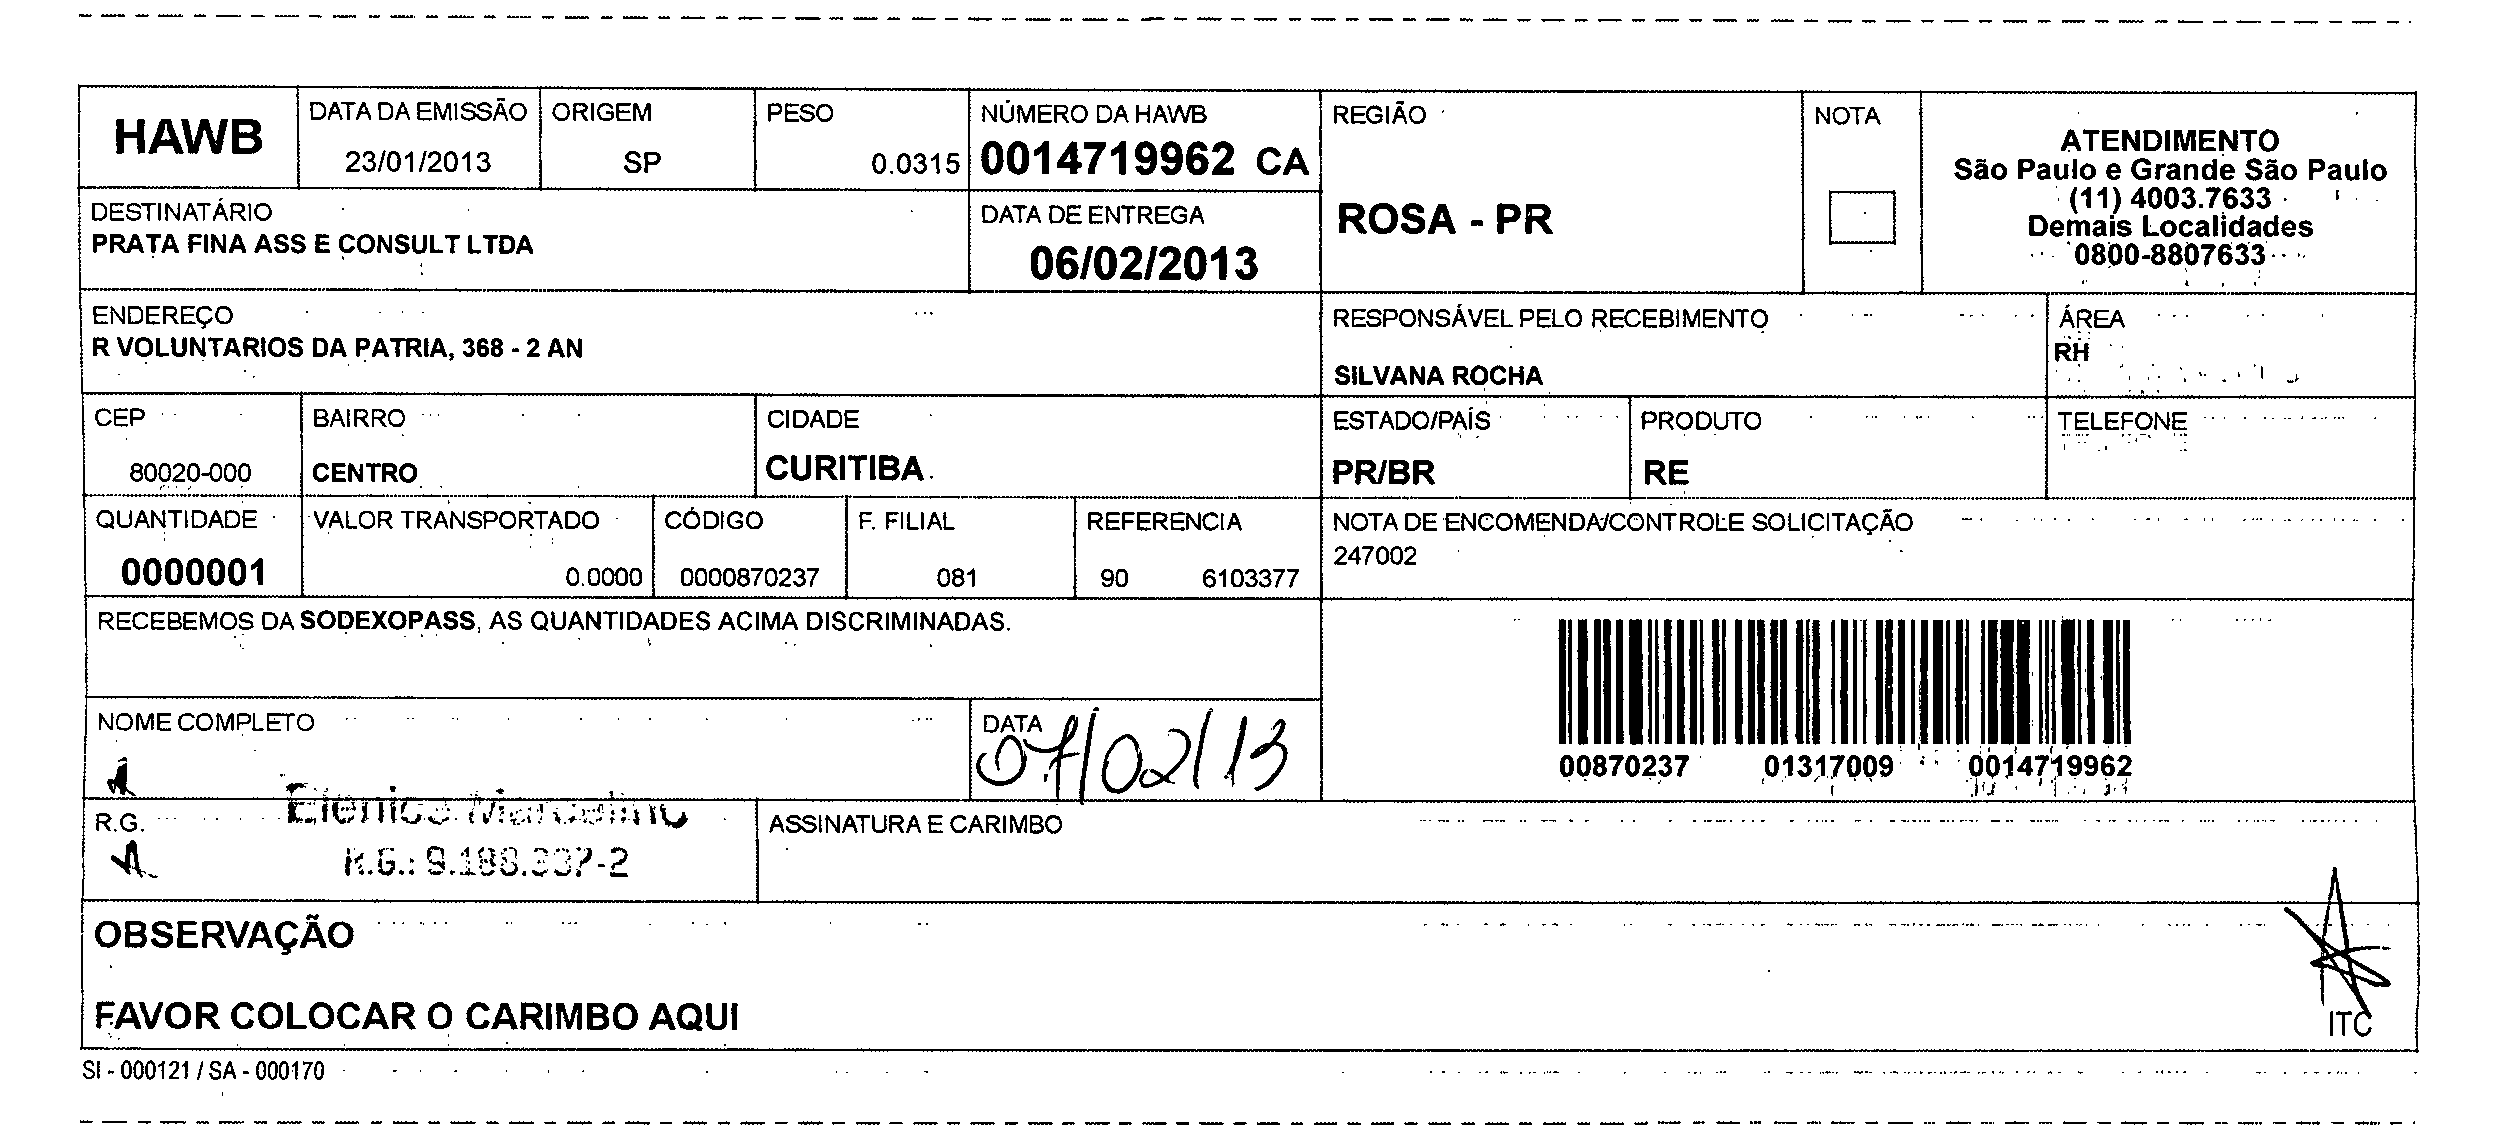 HAWB
DATA DA EMISSÃO
23/01/2013
ORIGEM
SP
PESO
0.0315
NÚMERO DA HAWB
0014719962 CA
REGIÃO
ROSA - PR
NOTA
ATENDIMENTO
São Paulo e Grande São Paulo
(11) 4003.7633
Demais Localidades
0800-8807633
DESTINATÁRIO
PRATA FINA ASS E CONSULT LTDA
DATA DE ENTREGA
06/02/2013
ENDEREÇO
R VOLUNTARIOS DA PATRIA, 368 - 2 AN
RESPONSÁVEL PELO RECEBIMENTO
SILVANA ROCHA
ÁREA
RH
CEP
80020-000
BAIRRO
CENTRO
CIDADE
CURITIBA
ESTADO/PAÍS
PR/BR
PRODUTO
RE
TELEFONE
QUANTIDADE
0000001
VALOR TRANSPORTADO
0.0000
CÓDIGO
0000870237
F. FILIAL
081
REFERENCIA
90 6103377
NOTA DE ENCOMENDA/CONTROLE SOLICITAÇÃO
247002
RECEBEMOS DA SODEXOPASS, AS QUANTIDADES ACIMA DISCRIMINADAS.
00870237 01317009 0014719962
NOME COMPLETO
DATA
07/02/13
Marcelino
R.G.
R.G.:
ASSINATURA E CARIMBO
OBSERVAÇÃO
FAVOR COLOCAR O CARIMBO AQUI
ITC
SI - 000121 / SA - 000170